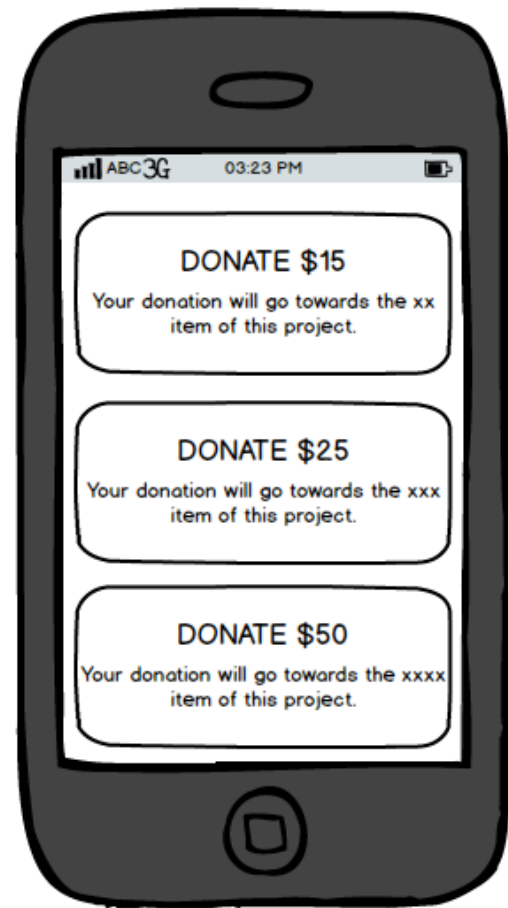 ABC 3G 03:23 PM
DONATE $15
Your donation will go towards the xx
item of this project.
DONATE $25
Your donation will go towards the xxx
item of this project.
DONATE $50
Your donation will go towards the xxxx
item of this project.